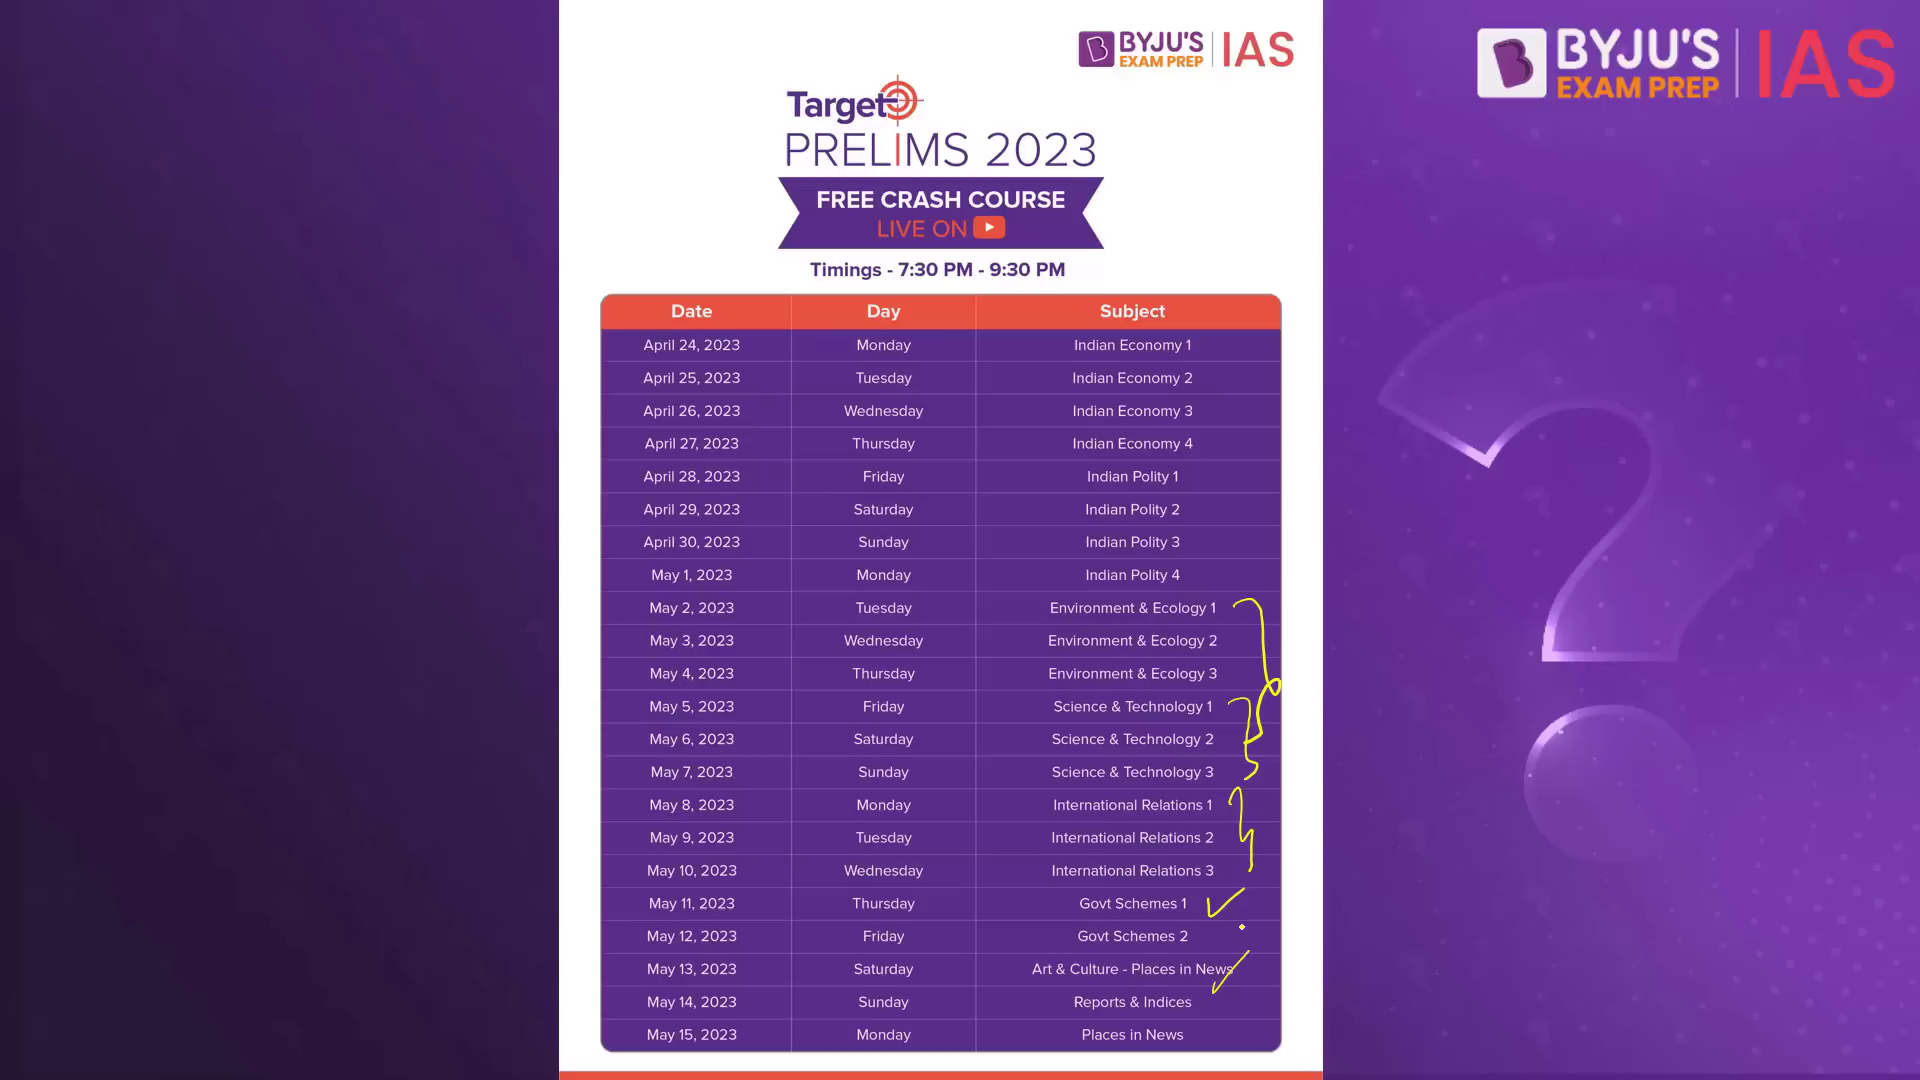 BYJU'S IAS
EXAM PREP
BYJU'S IAS
EXAM PREP
Target
PRELIMS 2023
FREE CRASH COURSE
LIVE ON
Timings - 7:30 PM - 9:30 PM
Date Day Subject
April 24, 2023 Monday Indian Economy 1
April 25, 2023 Tuesday Indian Economy 2
April 26, 2023 Wednesday Indian Economy 3
April 27, 2023 Thursday Indian Economy 4
April 28, 2023 Friday Indian Polity 1
April 29, 2023 Saturday Indian Polity 2
April 30, 2023 Sunday Indian Polity 3
May 1, 2023 Monday Indian Polity 4
May 2, 2023 Tuesday Environment & Ecology 1
May 3, 2023 Wednesday Environment & Ecology 2
May 4, 2023 Thursday Environment & Ecology 3
May 5, 2023 Friday Science & Technology 1
May 6, 2023 Saturday Science & Technology 2
May 7, 2023 Sunday Science & Technology 3
May 8, 2023 Monday International Relations 1
May 9, 2023 Tuesday International Relations 2
May 10, 2023 Wednesday International Relations 3
May 11, 2023 Thursday Govt Schemes 1
May 12, 2023 Friday Govt Schemes 2
May 13, 2023 Saturday Art & Culture - Places in News
May 14, 2023 Sunday Reports & Indices
May 15, 2023 Monday Places in News